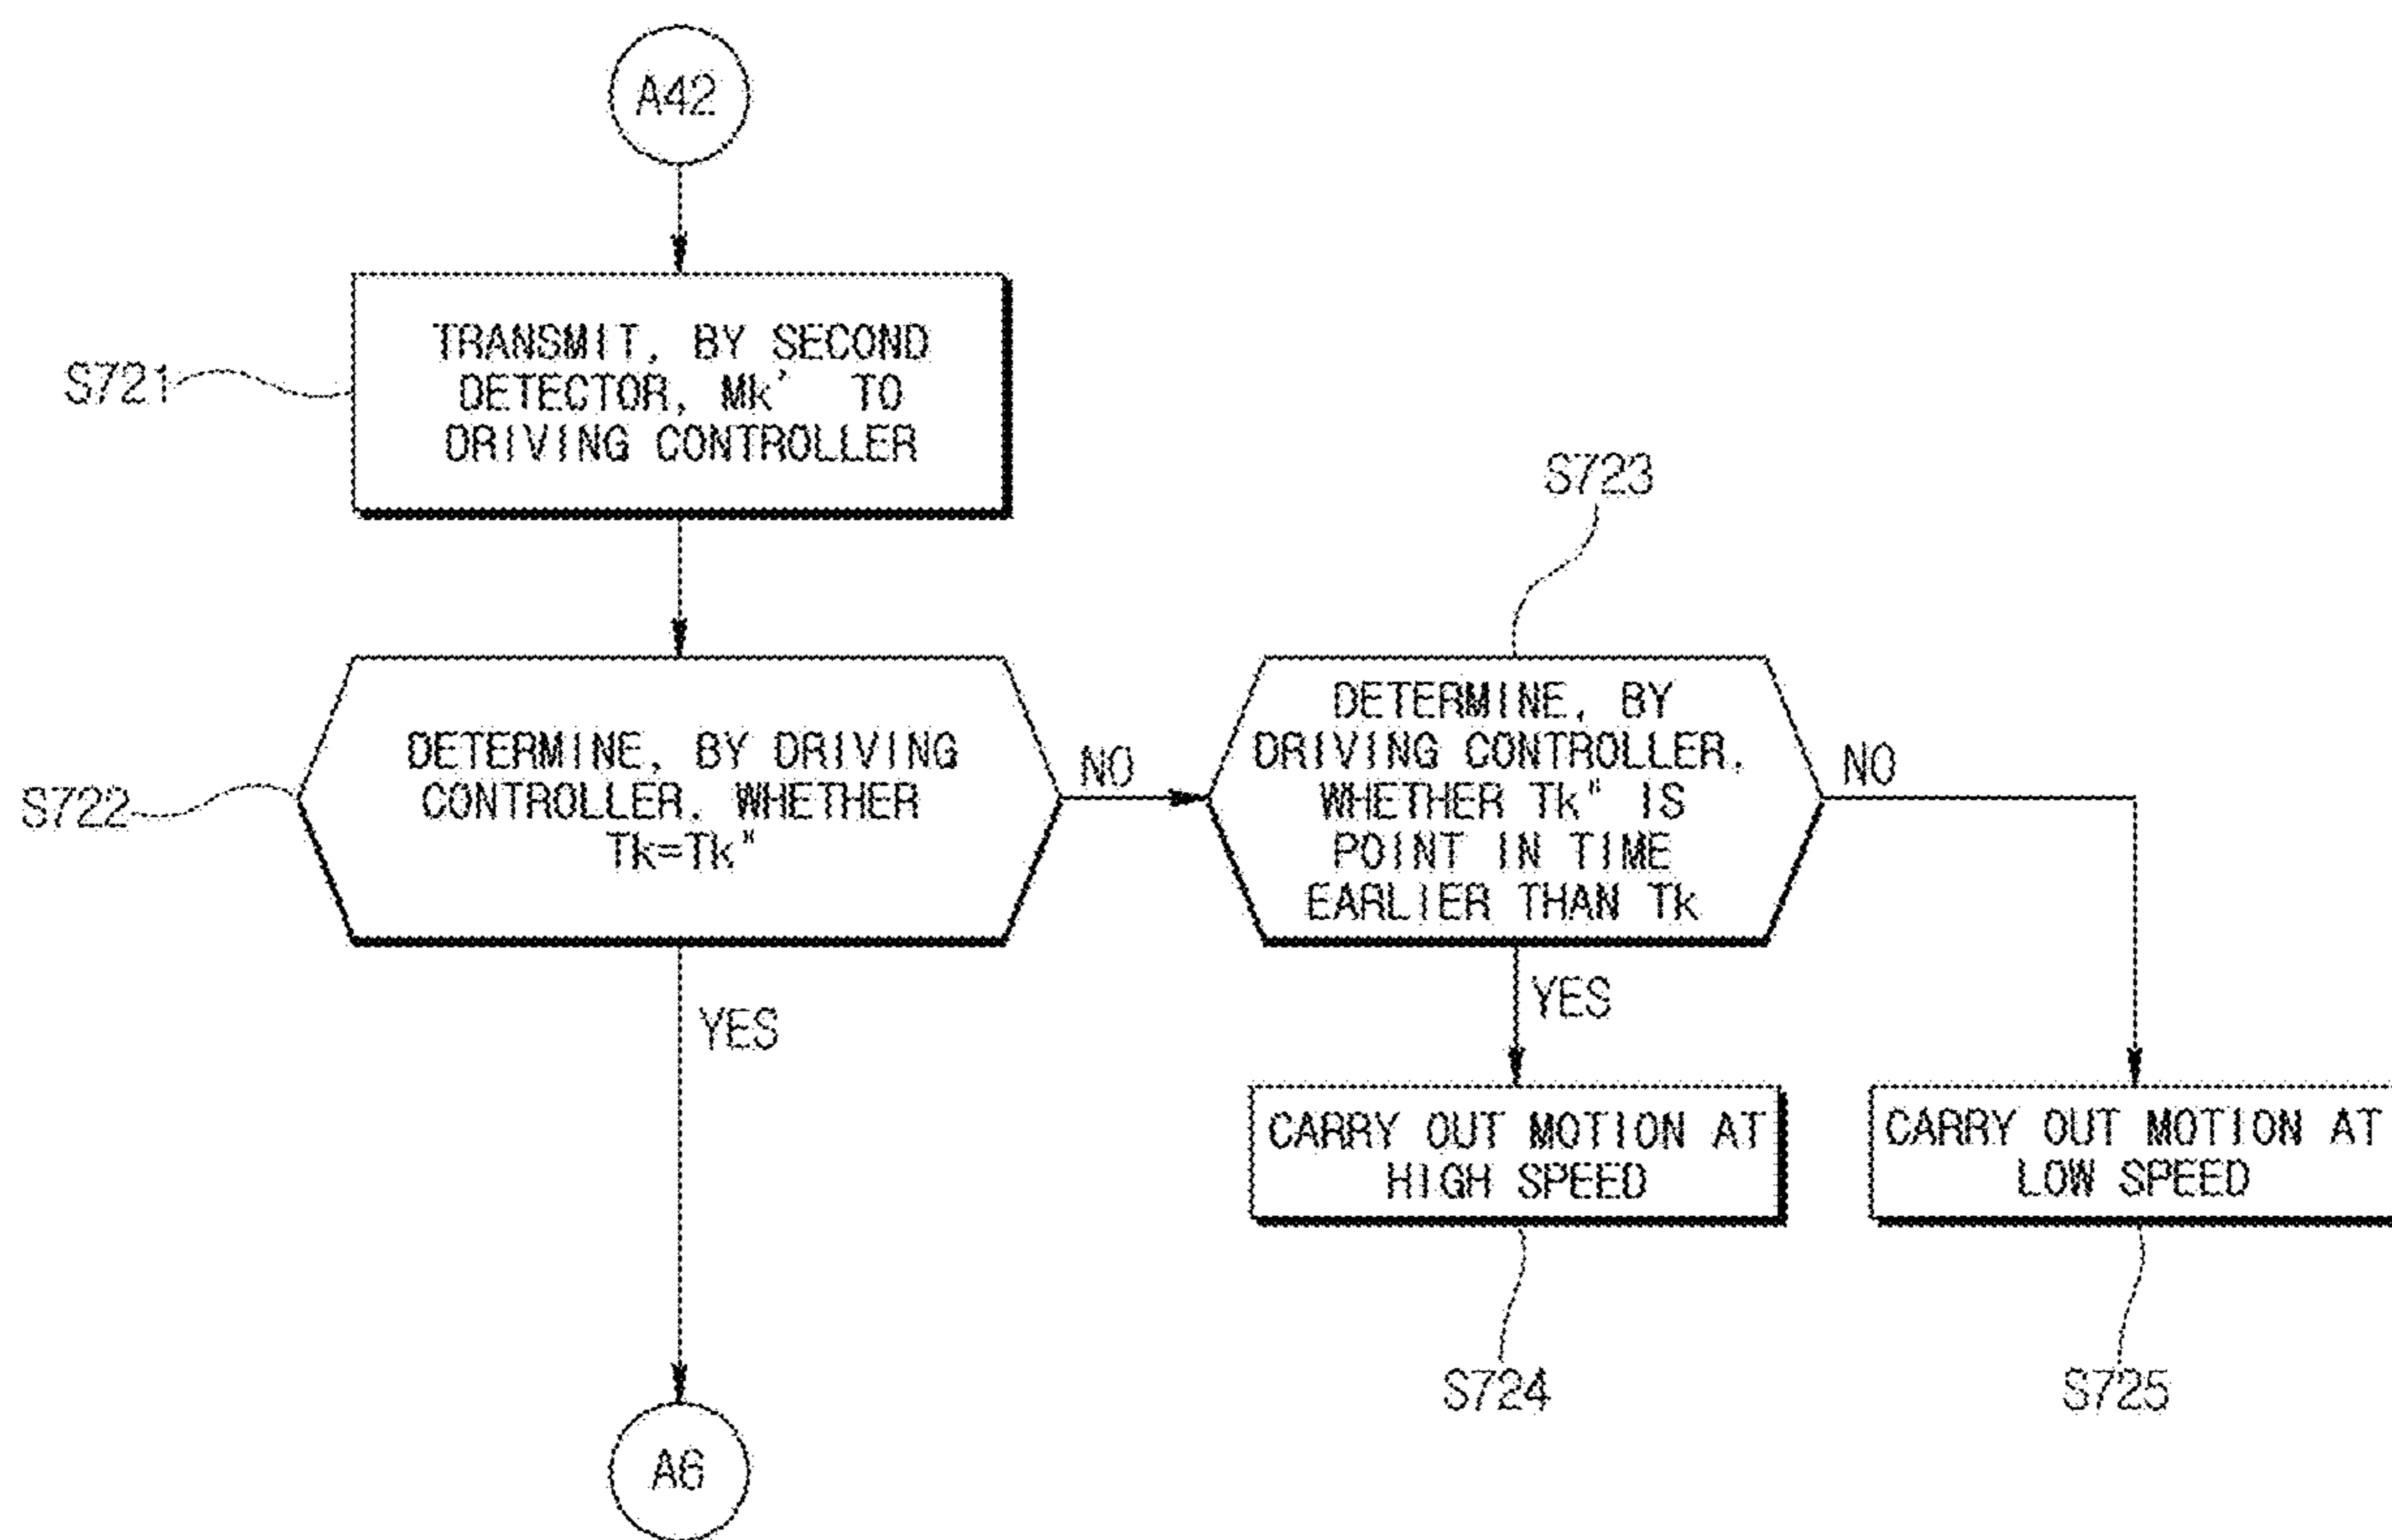 A42
S721
TRANSMIT, BY SECOND
DETECTOR, Mk' TO
DRIVING CONTROLLER
S722
DETERMINE, BY DRIVING
CONTROLLER, WHETHER
Tk=Tk"
NO
S723
DETERMINE, BY
DRIVING CONTROLLER,
WHETHER Tk" IS
POINT IN TIME
EARLIER THAN Tk
NO
YES
YES
CARRY OUT MOTION AT
HIGH SPEED
CARRY OUT MOTION AT
LOW SPEED
S724
S725
A6